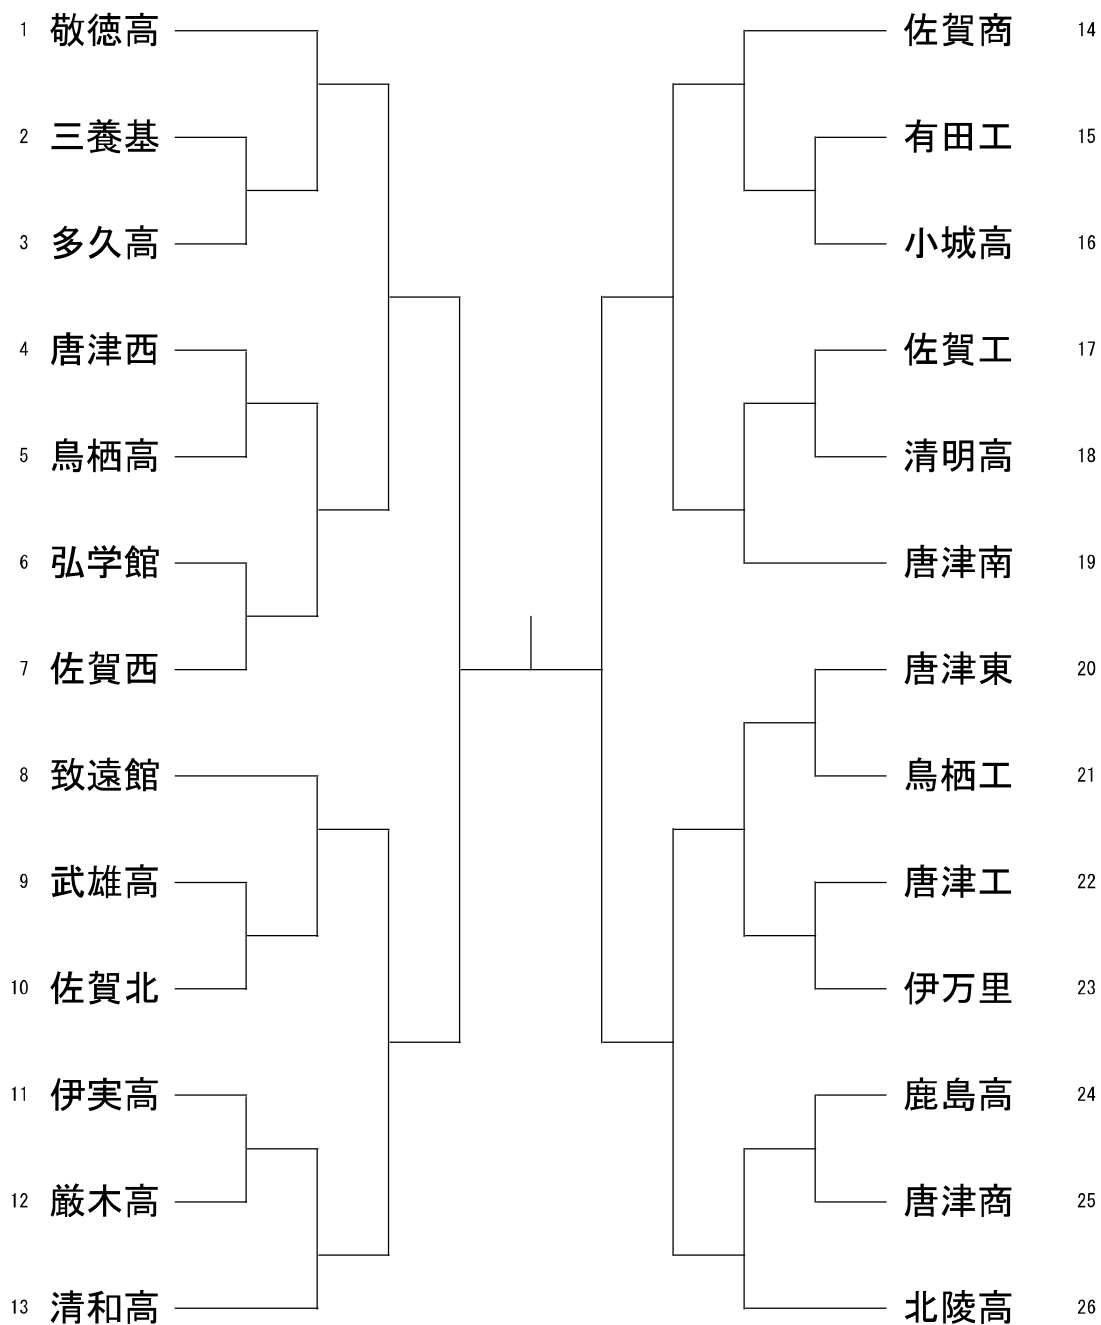 1 敬徳高
2 三養基
3 多久高
4 唐津西
5 鳥栖高
6 弘学館
7 佐賀西
8 致遠館
9 武雄高
10 佐賀北
11 伊実高
12 厳木高
13 清和高
佐賀商 14
有田工 15
小城高 16
佐賀工 17
清明高 18
唐津南 19
唐津東 20
鳥栖工 21
唐津工 22
伊万里 23
鹿島高 24
唐津商 25
北陵高 26